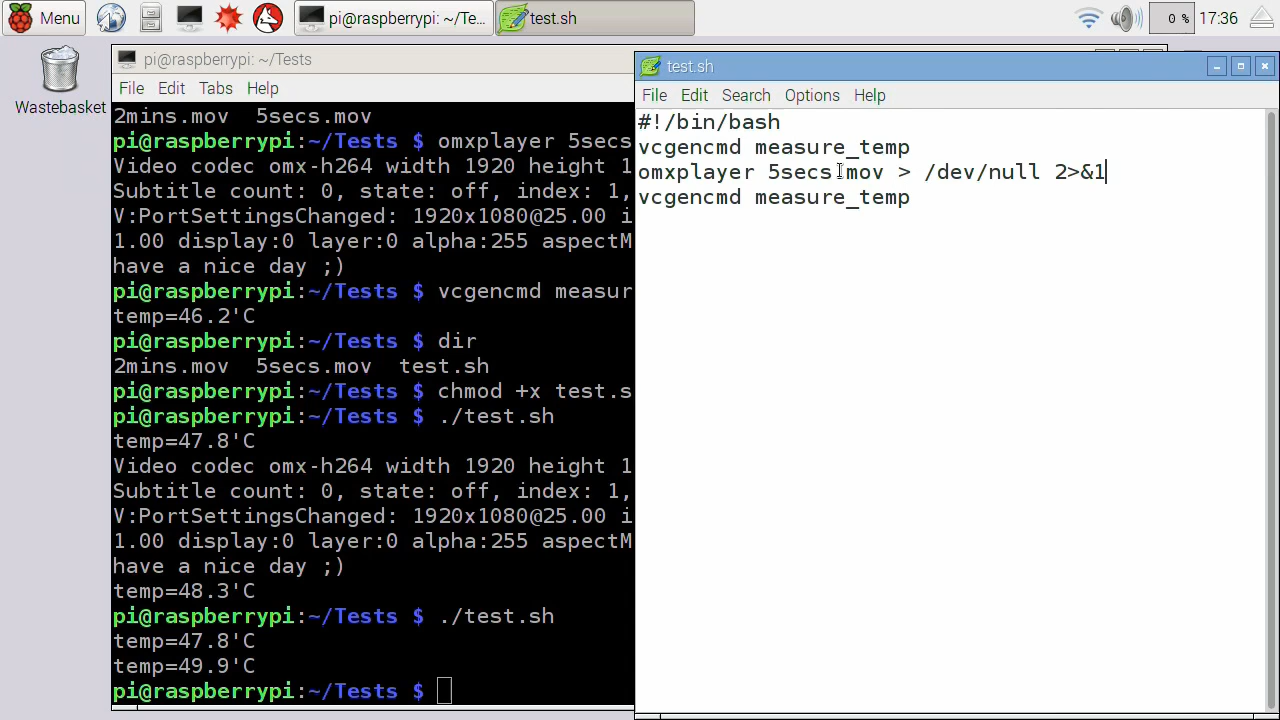 Menu
pi@raspberrypi: ~/Te...
test.sh
0 %
17:36
Wastebasket
pi@raspberrypi: ~/Tests
File Edit Tabs Help
2mins.mov 5secs.mov
pi@raspberrypi:~/Tests $ omxplayer 5secs
Video codec omx-h264 width 1920 height 1
Subtitle count: 0, state: off, index: 1,
V:PortSettingsChanged: 1920x1080@25.00 i
1.00 display:0 layer:0 alpha:255 aspectM
have a nice day ;)
pi@raspberrypi:~/Tests $ vcgencmd measur
temp=46.2'C
pi@raspberrypi:~/Tests $ dir
2mins.mov 5secs.mov test.sh
pi@raspberrypi:~/Tests $ chmod +x test.s
pi@raspberrypi:~/Tests $ ./test.sh
temp=47.8'C
Video codec omx-h264 width 1920 height 1
Subtitle count: 0, state: off, index: 1,
V:PortSettingsChanged: 1920x1080@25.00 i
1.00 display:0 layer:0 alpha:255 aspectM
have a nice day ;)
temp=48.3'C
pi@raspberrypi:~/Tests $ ./test.sh
temp=47.8'C
temp=49.9'C
pi@raspberrypi:~/Tests $
test.sh
File Edit Search Options Help
#!/bin/bash
vcgencmd measure_temp
omxplayer 5secs.mov > /dev/null 2>&1
vcgencmd measure_temp